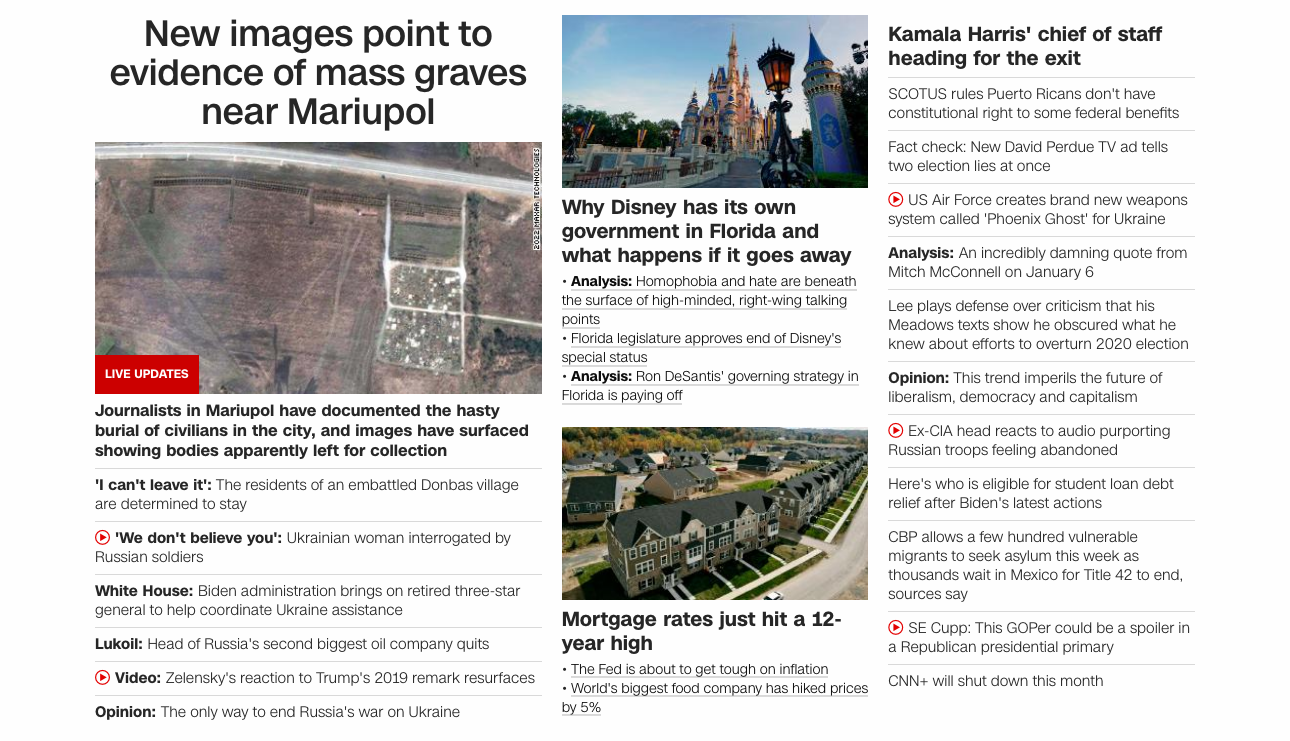 New images point to
evidence of mass graves
near Mariupol
2022 MAXAR TECHNOLOGIES
LIVE UPDATES
Journalists in Mariupol have documented the hasty
burial of civilians in the city, and images have surfaced
showing bodies apparently left for collection
'I can't leave it': The residents of an embattled Donbas village
are determined to stay
'We don't believe you': Ukrainian woman interrogated by
Russian soldiers
White House: Biden administration brings on retired three-star
general to help coordinate Ukraine assistance
Lukoil: Head of Russia's second biggest oil company quits
Video: Zelensky's reaction to Trump's 2019 remark resurfaces
Opinion: The only way to end Russia's war on Ukraine
Why Disney has its own
government in Florida and
what happens if it goes away
• Analysis: Homophobia and hate are beneath
the surface of high-minded, right-wing talking
points
• Florida legislature approves end of Disney's
special status
• Analysis: Ron DeSantis' governing strategy in
Florida is paying off
Mortgage rates just hit a 12-
year high
• The Fed is about to get tough on inflation
• World's biggest food company has hiked prices
by 5%
Kamala Harris' chief of staff
heading for the exit
SCOTUS rules Puerto Ricans don't have
constitutional right to some federal benefits
Fact check: New David Perdue TV ad tells
two election lies at once
US Air Force creates brand new weapons
system called 'Phoenix Ghost' for Ukraine
Analysis: An incredibly damning quote from
Mitch McConnell on January 6
Lee plays defense over criticism that his
Meadows texts show he obscured what he
knew about efforts to overturn 2020 election
Opinion: This trend imperils the future of
liberalism, democracy and capitalism
Ex-CIA head reacts to audio purporting
Russian troops feeling abandoned
Here's who is eligible for student loan debt
relief after Biden's latest actions
CBP allows a few hundred vulnerable
migrants to seek asylum this week as
thousands wait in Mexico for Title 42 to end,
sources say
SE Cupp: This GOPer could be a spoiler in
a Republican presidential primary
CNN+ will shut down this month